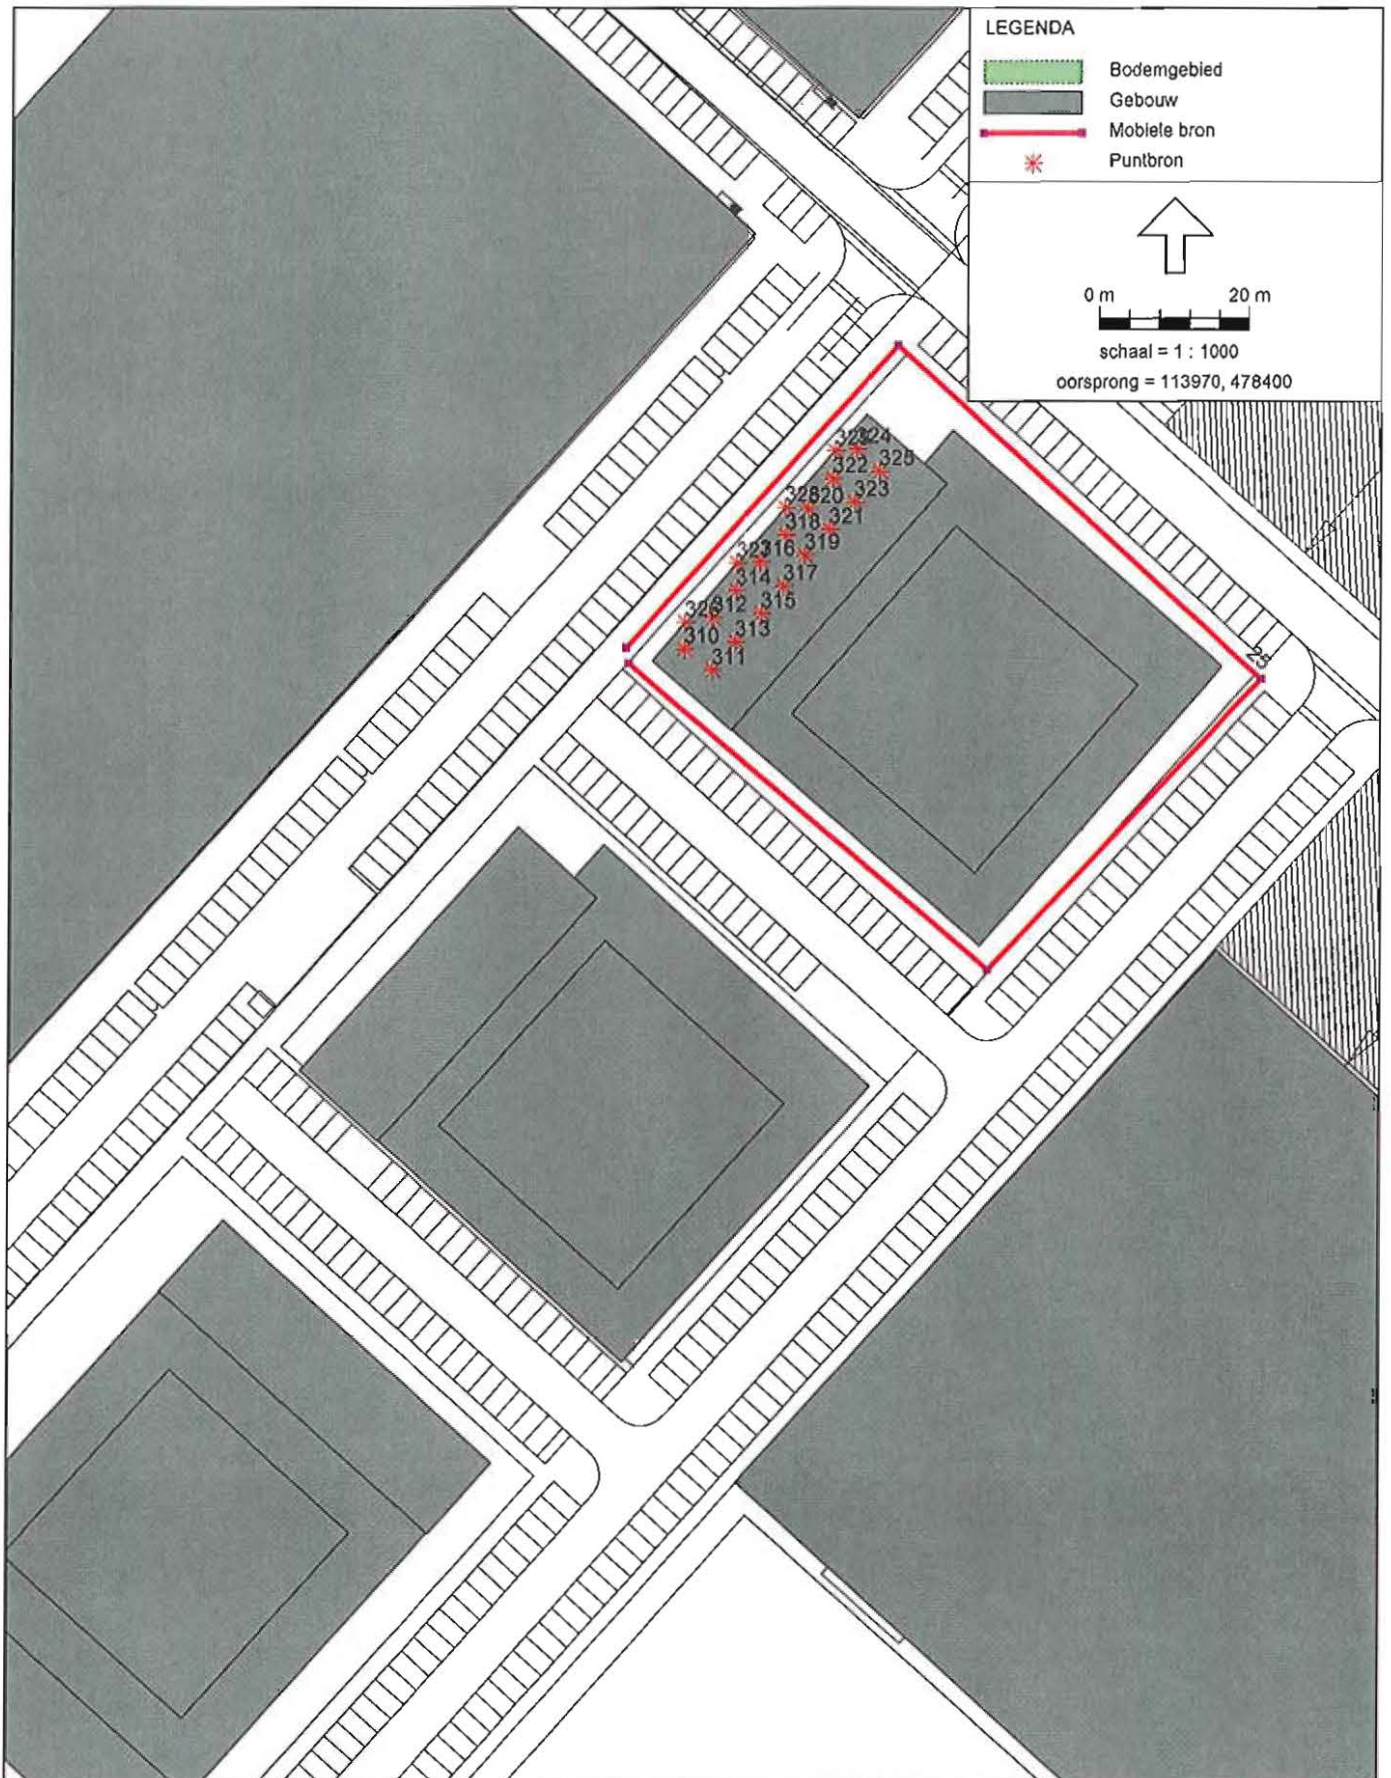 LEGENDA
Bodemgebied
Gebouw
Mobiele bron
Puntbron
0 m 20 m
schaal = 1 : 1000
oorsprong = 113970, 478400
324
322
325
323
320
318
321
316
319
314
317
312
315
310
313
311
25